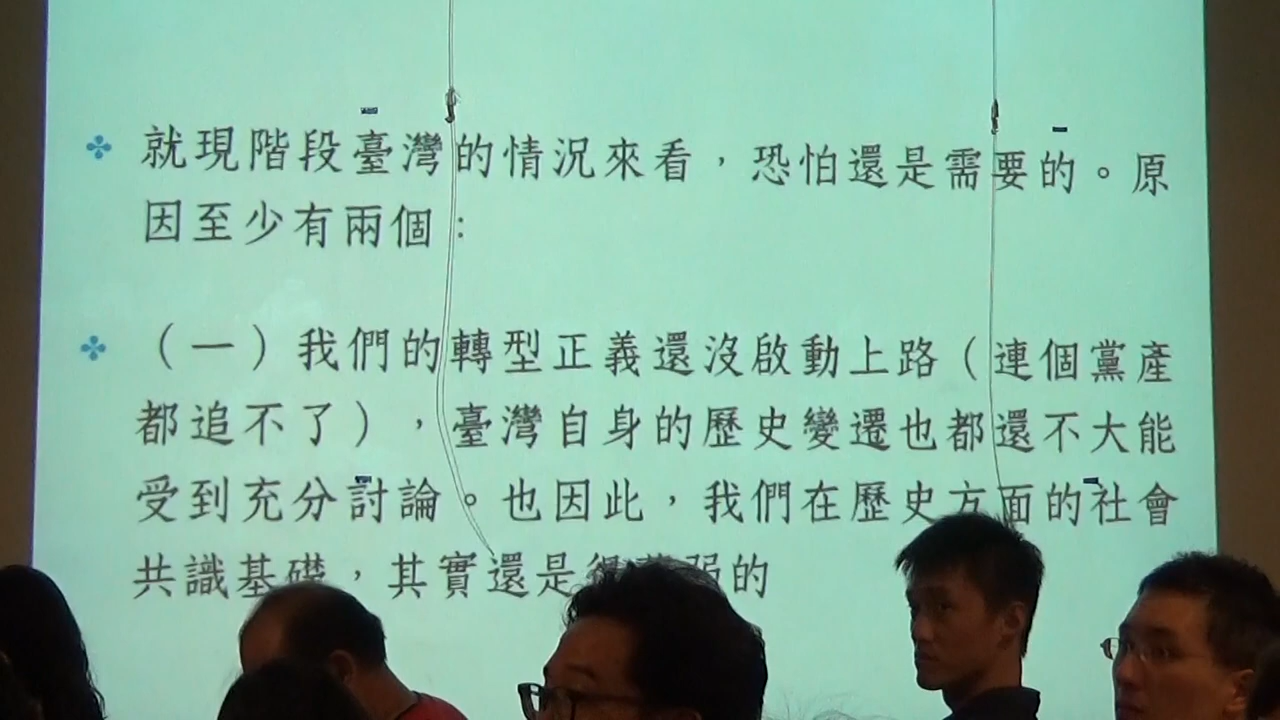 就現階段臺灣的情況來看，恐怕還是需要的。原
因至少有兩個：
（一）我們的轉型正義還沒啟動上路（連個黨產
都追不了），臺灣自身的歷史變遷也都還不大能
受到充分討論。也因此，我們在歷史方面的社會
共識基礎，其實還是很弱的